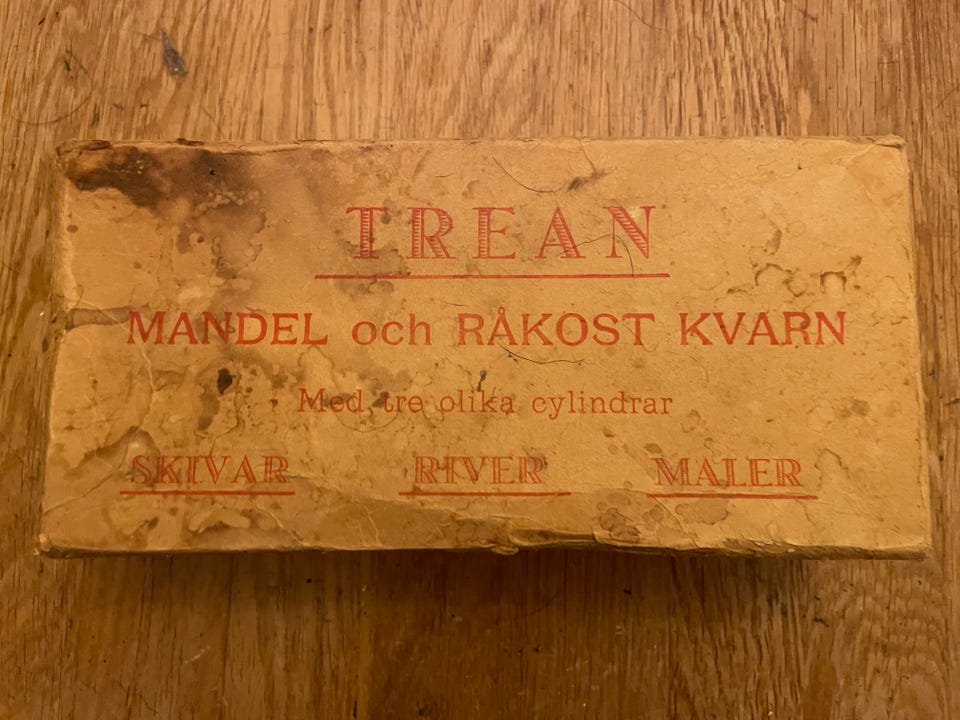 TREAN
MANDEL och RÅKOST KVARN
Med tre olika cylindrar
SKIVAR RIVER MALER